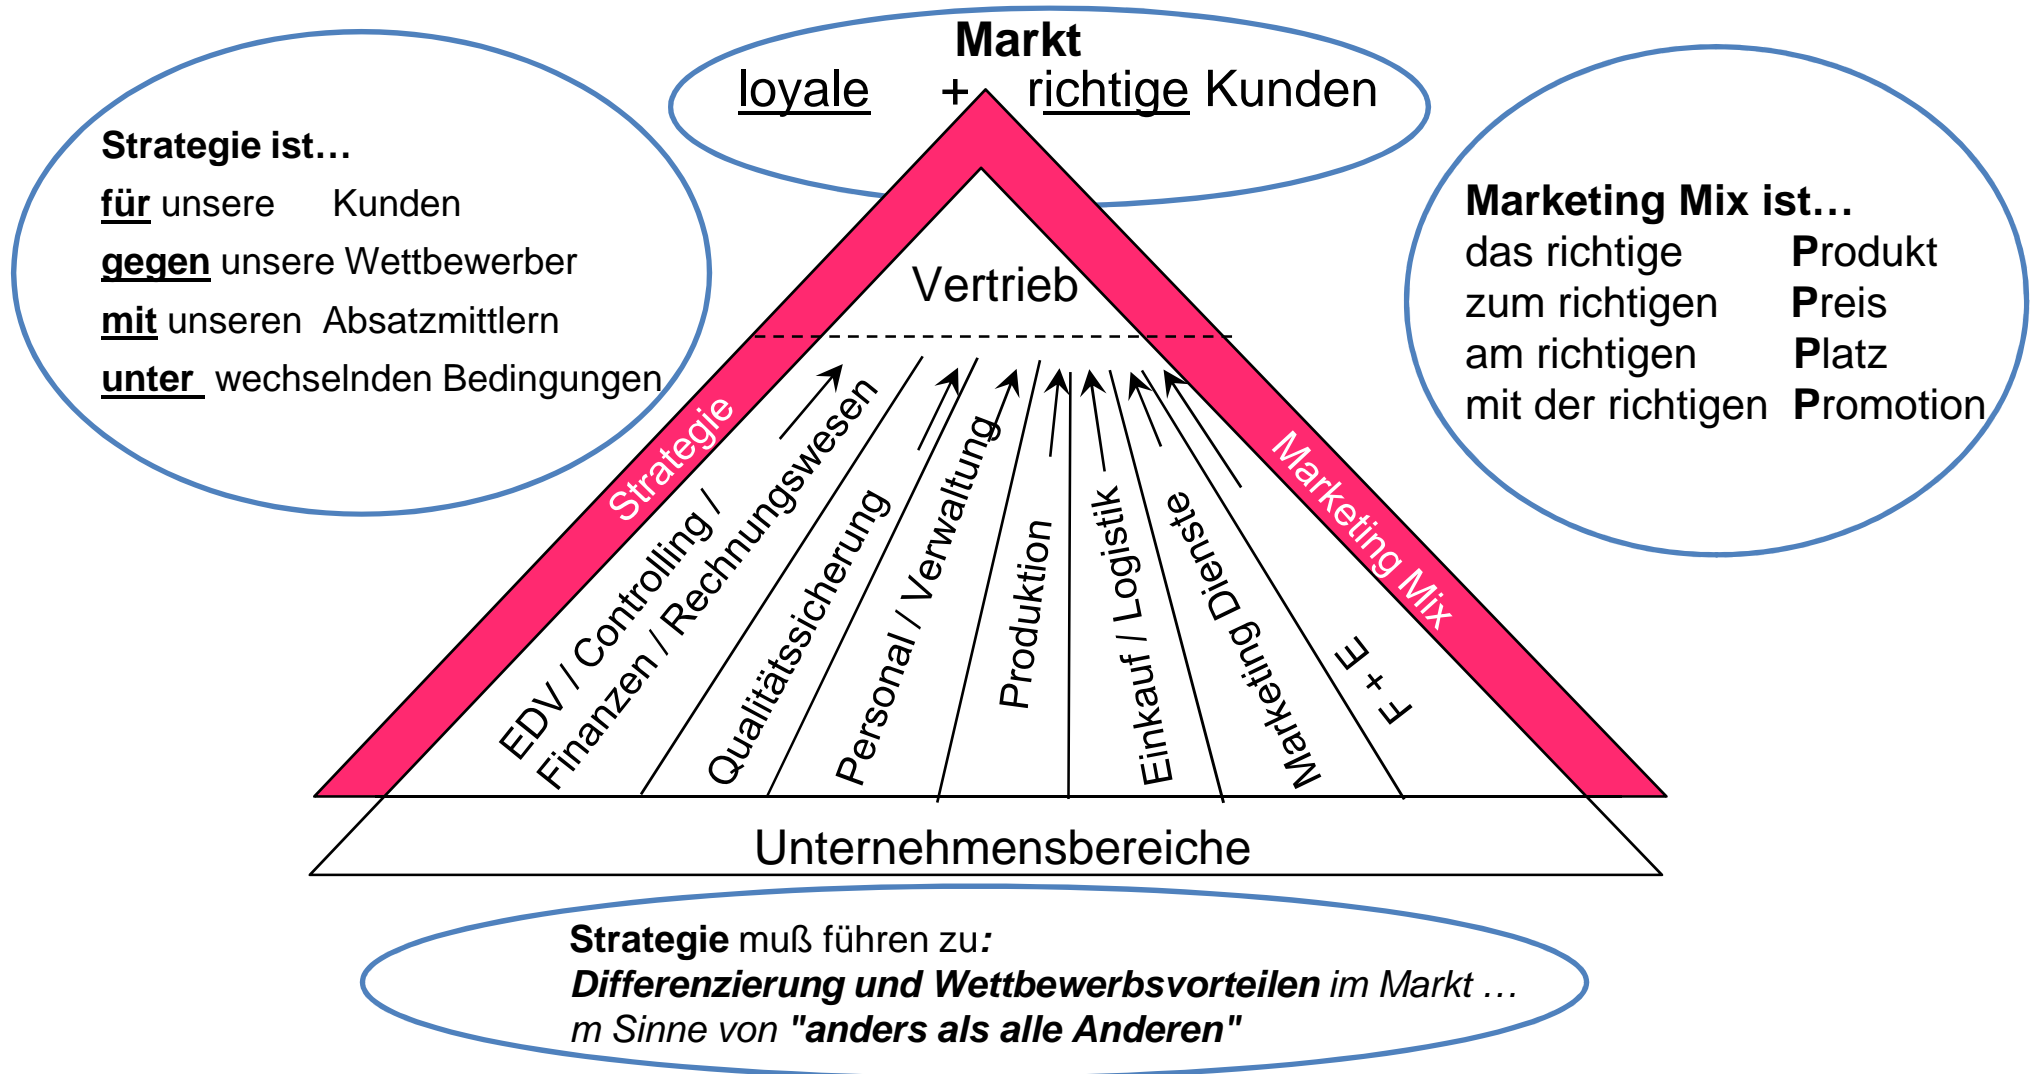 Markt
loyale + richtige Kunden
Strategie ist…
für unsere Kunden
gegen unsere Wettbewerber
mit unseren Absatzmittlern
unter wechselnden Bedingungen
Marketing Mix ist…
das richtige Produkt
zum richtigen Preis
am richtigen Platz
mit der richtigen Promotion
Vertrieb
Strategie
Marketing Mix
EDV / Controlling /
Finanzen / Rechnungswesen
Qualitätssicherung
Personal / Verwaltung
Produktion
Einkauf / Logistik
Marketing Dienste
F + E
Unternehmensbereiche
Strategie muß führen zu:
Differenzierung und Wettbewerbsvorteilen im Markt …
m Sinne von "anders als alle Anderen"